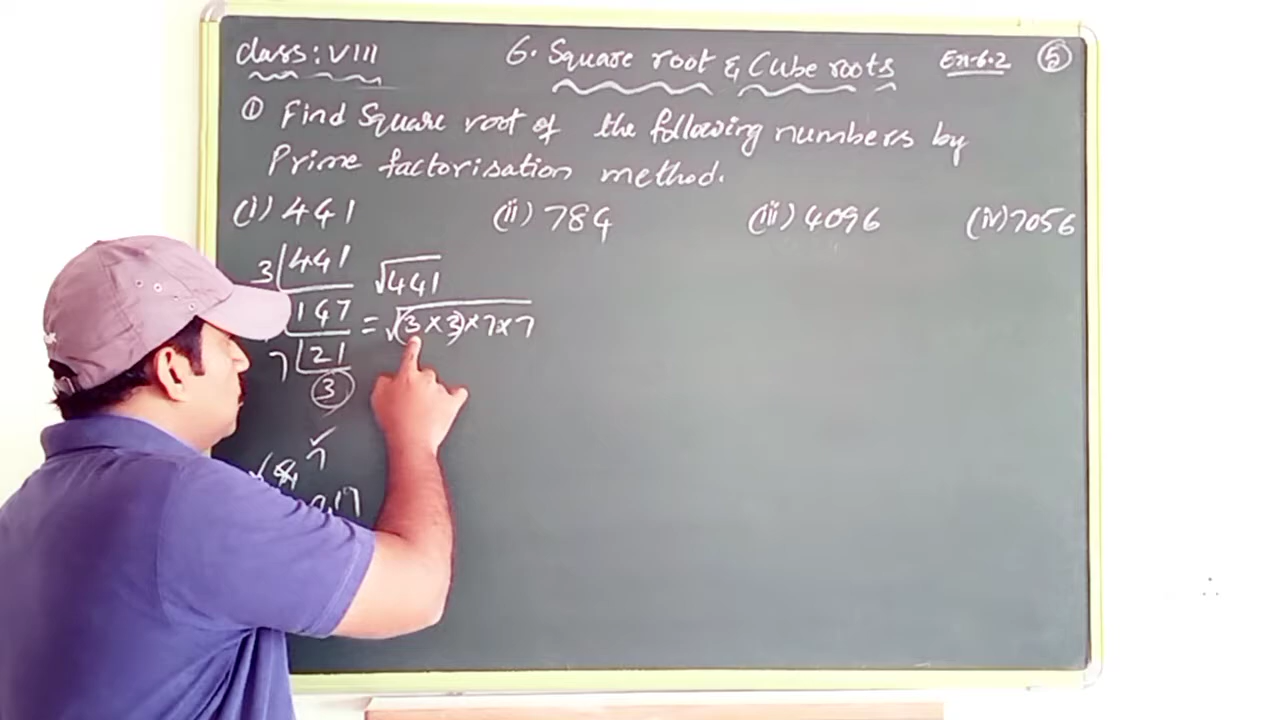 Class: VIII
6. Square root & Cube roots
Ex-6.2
5
① Find Square root of the following numbers by
Prime factorisation method.
(i) 441
(ii) 784
(iii) 4096
(iv) 7056
3 441
√441
147 = √(3×3)×7×7
7 21
3
7